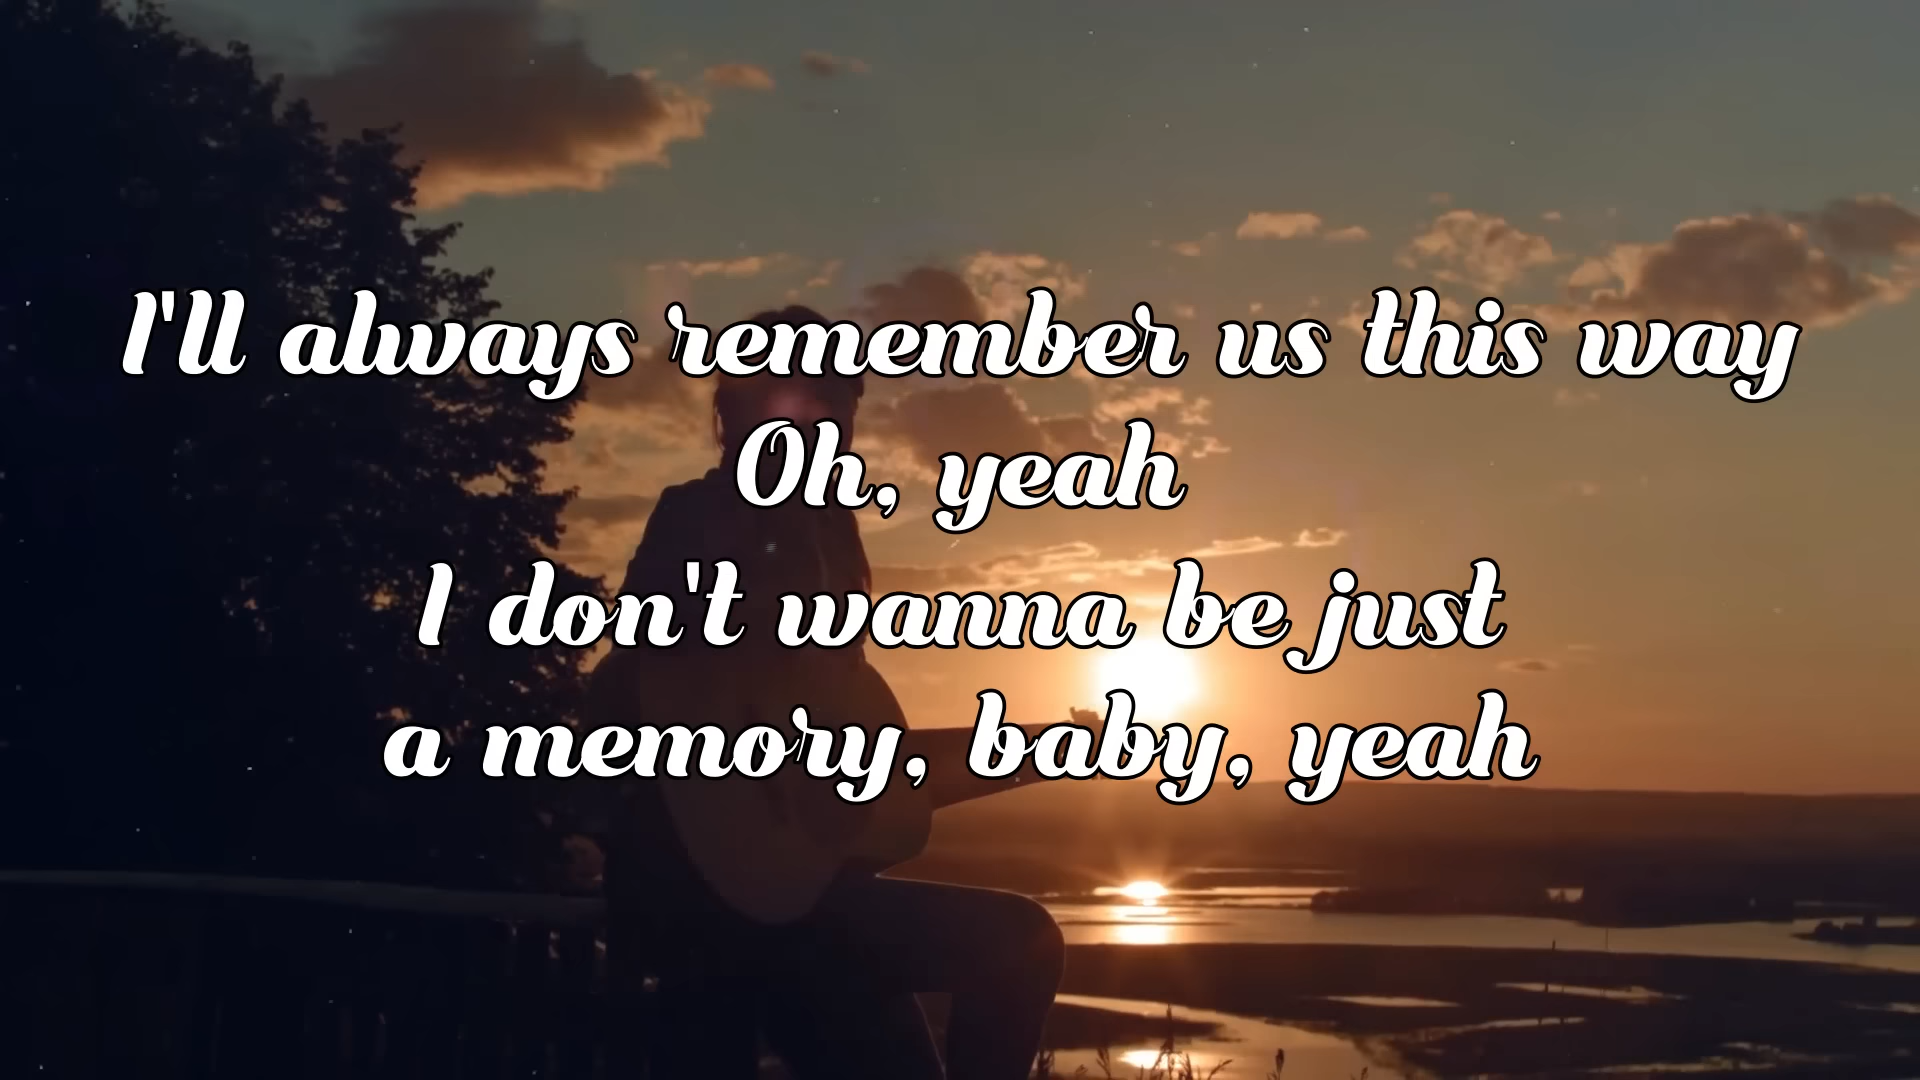 I'll always remember us this way
Oh, yeah
I don't wanna be just
a memory, baby, yeah